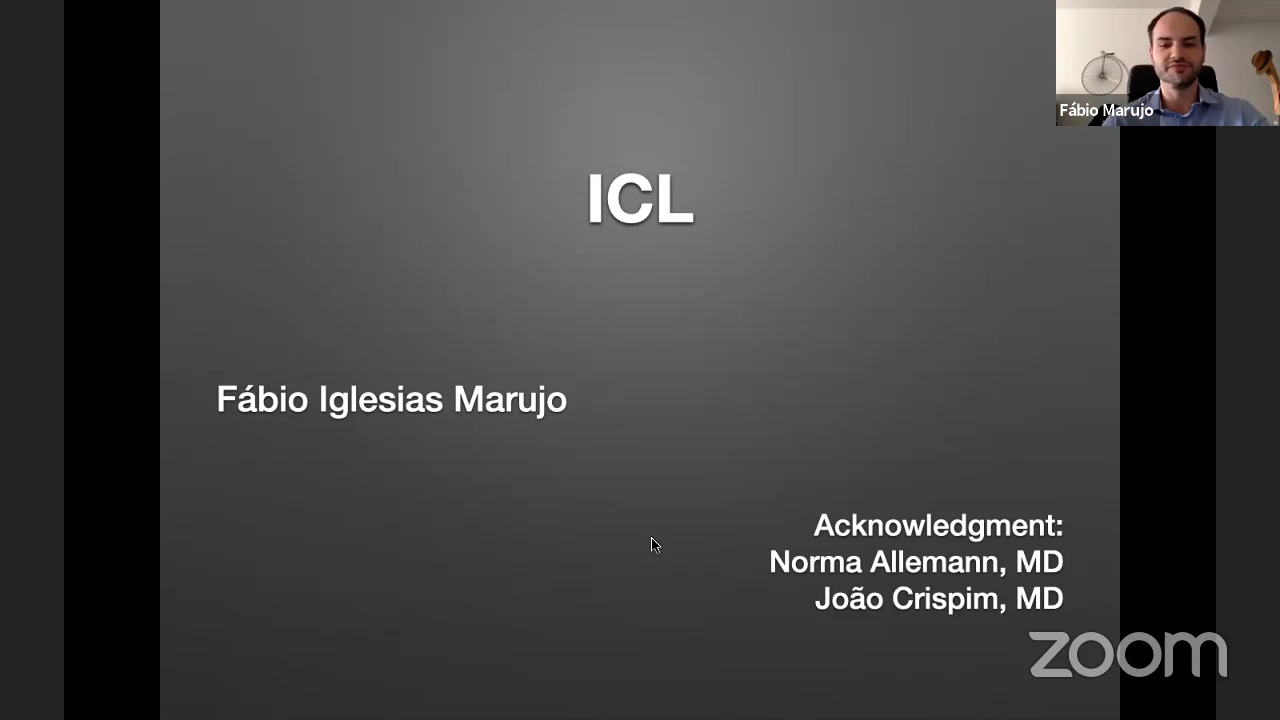 Fábio Marujo
ICL
Fábio Iglesias Marujo
Acknowledgment:
Norma Allemann, MD
João Crispim, MD
zoom